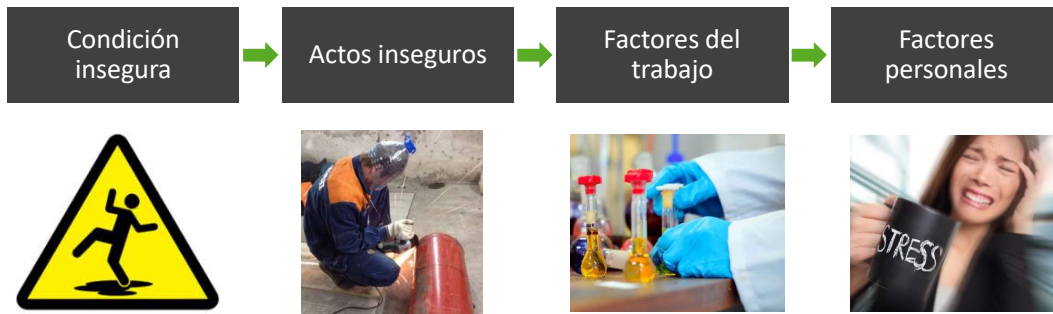 Condición
insegura
Actos inseguros
Factores del
trabajo
Factores
personales
STRESS